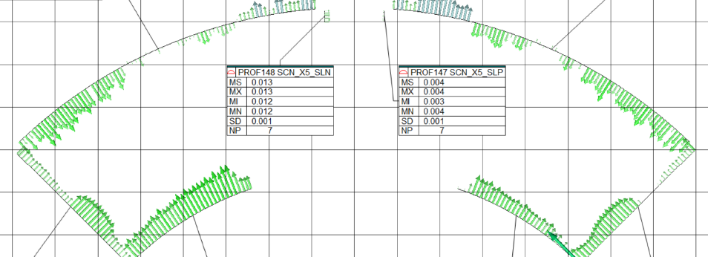 PROF148 SCN_X5_SLN
MS 0.013
MX 0.013
MI 0.012
MN 0.012
SD 0.001
NP 7
PROF147 SCN_X5_SLP
MS 0.004
MX 0.004
MI 0.003
MN 0.004
SD 0.001
NP 7